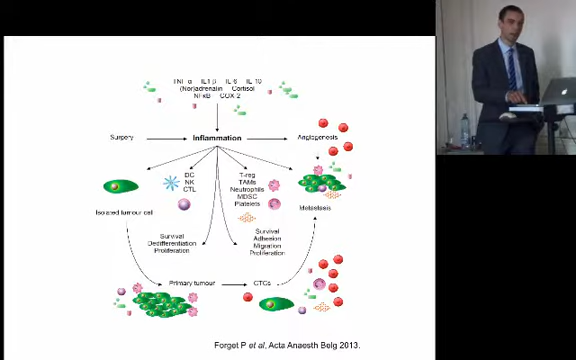 TNF α IL1 β IL 6 IL 10
(Nor)adrenalin Cortisol
NFκB COX 2
Surgery
Inflammation
Angiogenesis
DC
NK
CTL
T-reg
TAMs
Neutrophils
MDSC
Platelets
Isolated tumour cell
Metastasis
Survival
Dedifferentiation
Proliferation
Survival
Adhesion
Migration
Proliferation
Primary tumour
CTCs
Forget P et al, Acta Anaesth Belg 2013.